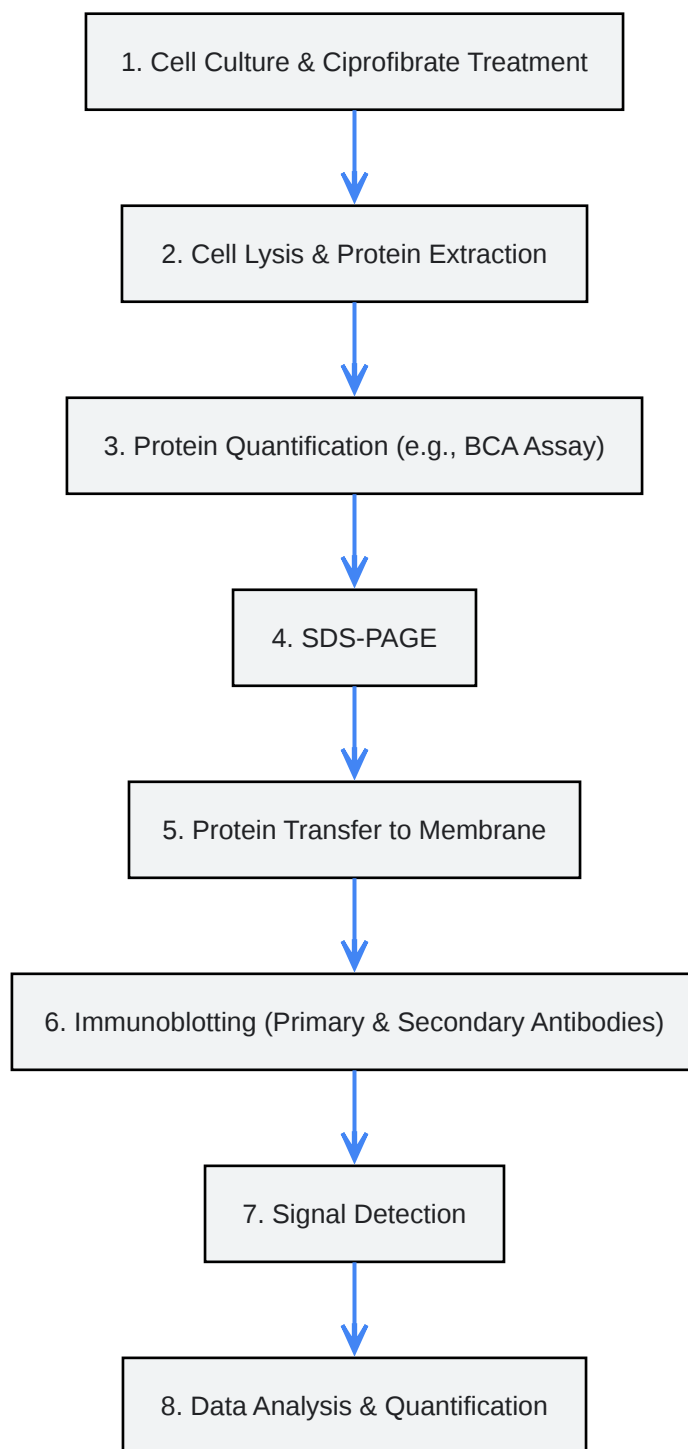 1. Cell Culture & Ciprofibrate Treatment
2. Cell Lysis & Protein Extraction
3. Protein Quantification (e.g., BCA Assay)
4. SDS-PAGE
5. Protein Transfer to Membrane
6. Immunoblotting (Primary & Secondary Antibodies)
7. Signal Detection
8. Data Analysis & Quantification